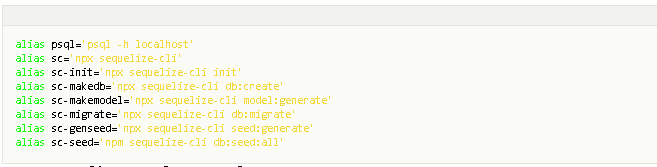 alias psql='psql -h localhost'
alias sc='npx sequelize-cli'
alias sc-init='npx sequelize-cli init'
alias sc-makedb='npx sequelize-cli db:create'
alias sc-makemodel='npx sequelize-cli model:generate'
alias sc-migrate='npx sequelize-cli db:migrate'
alias sc-genseed='npx sequelize-cli seed:generate'
alias sc-seed='npm sequelize-cli db:seed:all'